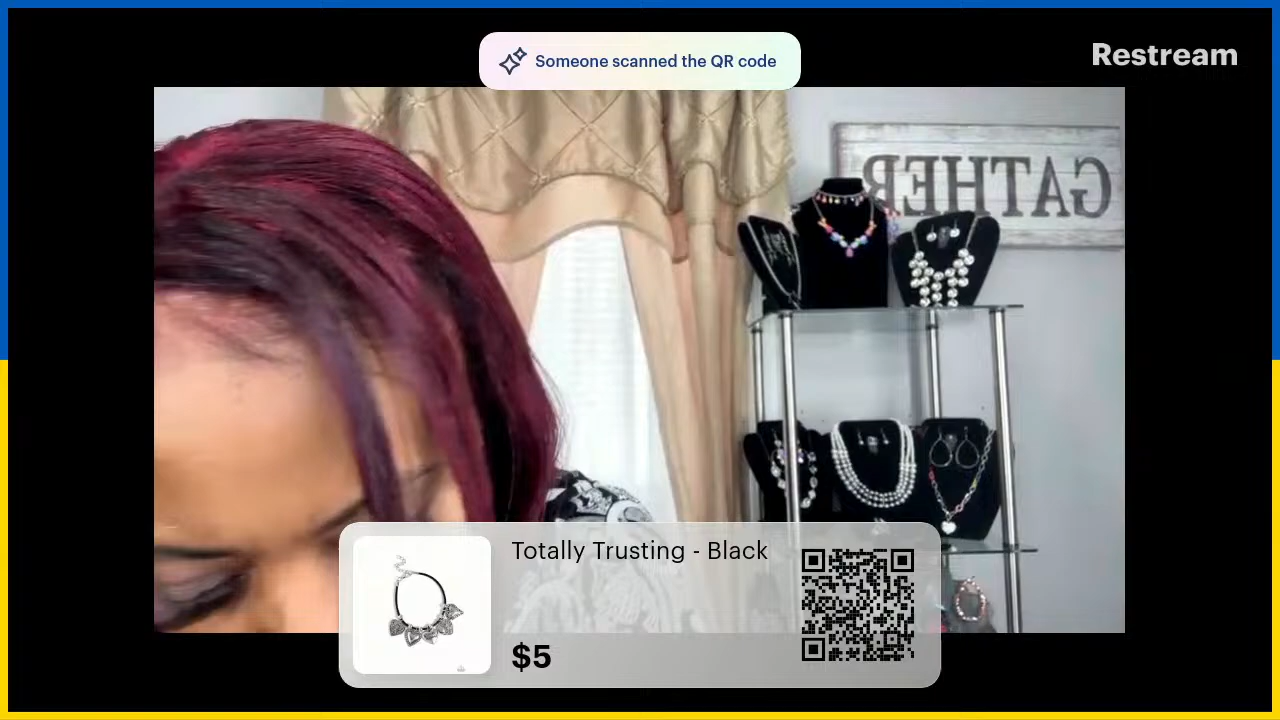 Someone scanned the QR code
Restream
GATHER
Totally Trusting - Black
$5